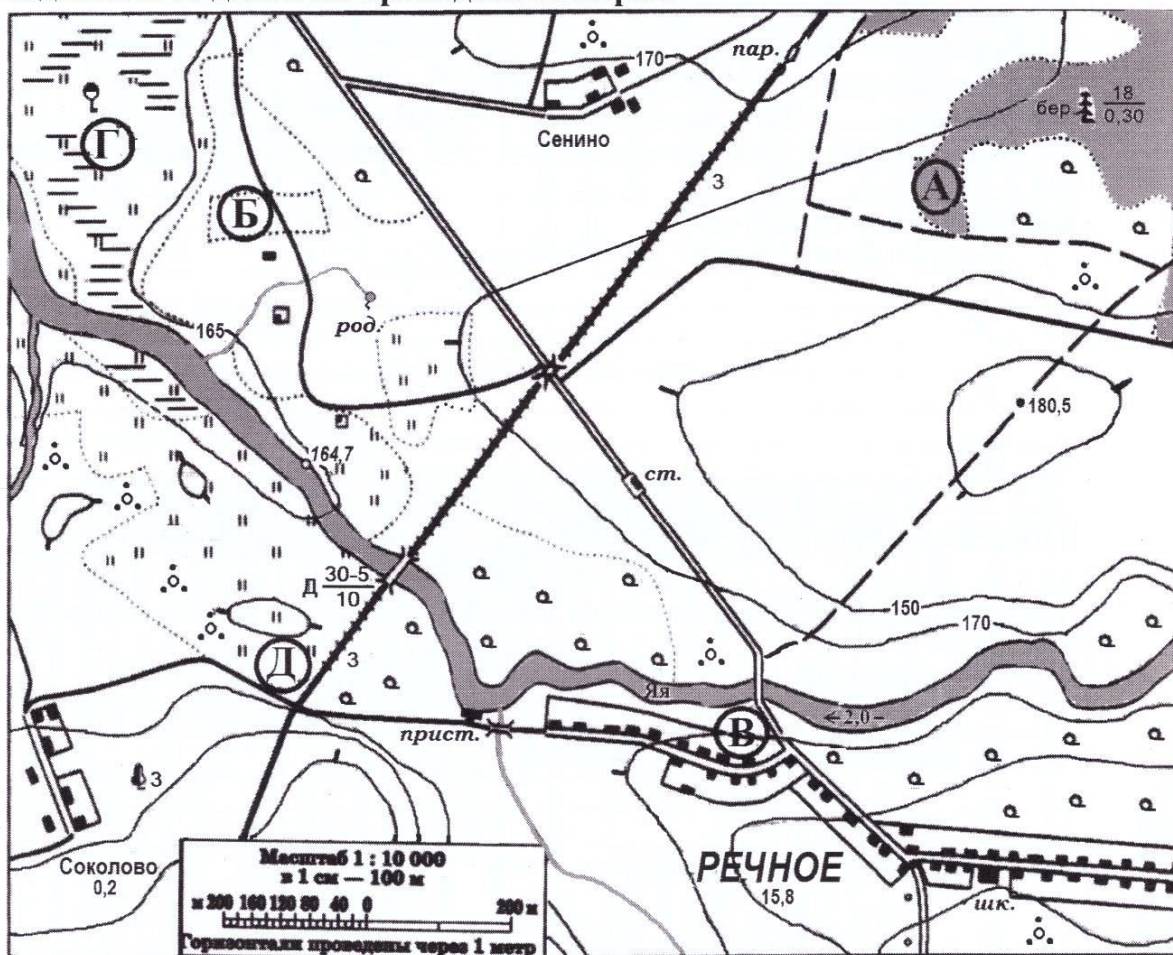 пар.
170
бер.
18
0,30
Сенино
Г
А
3
Б
165
род.
180,5
164,7
ст.
Д 30-5
10
150
170
Д
3
Яя
2,0
В
прист.
3
Соколово
0,2
Масштаб 1 : 10 000
в 1 см — 100 м
м 200 160 120 80 40 0 200 м
Горизонтали проведены через 1 метр
РЕЧНОЕ
15,8
шк.